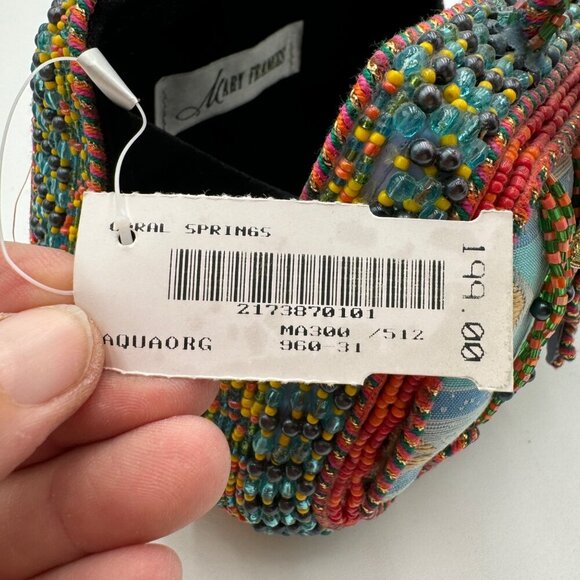 MARY FRANCES
CORAL SPRINGS
2173870101
MA300 /512
AQUAORG 960-31
199.00